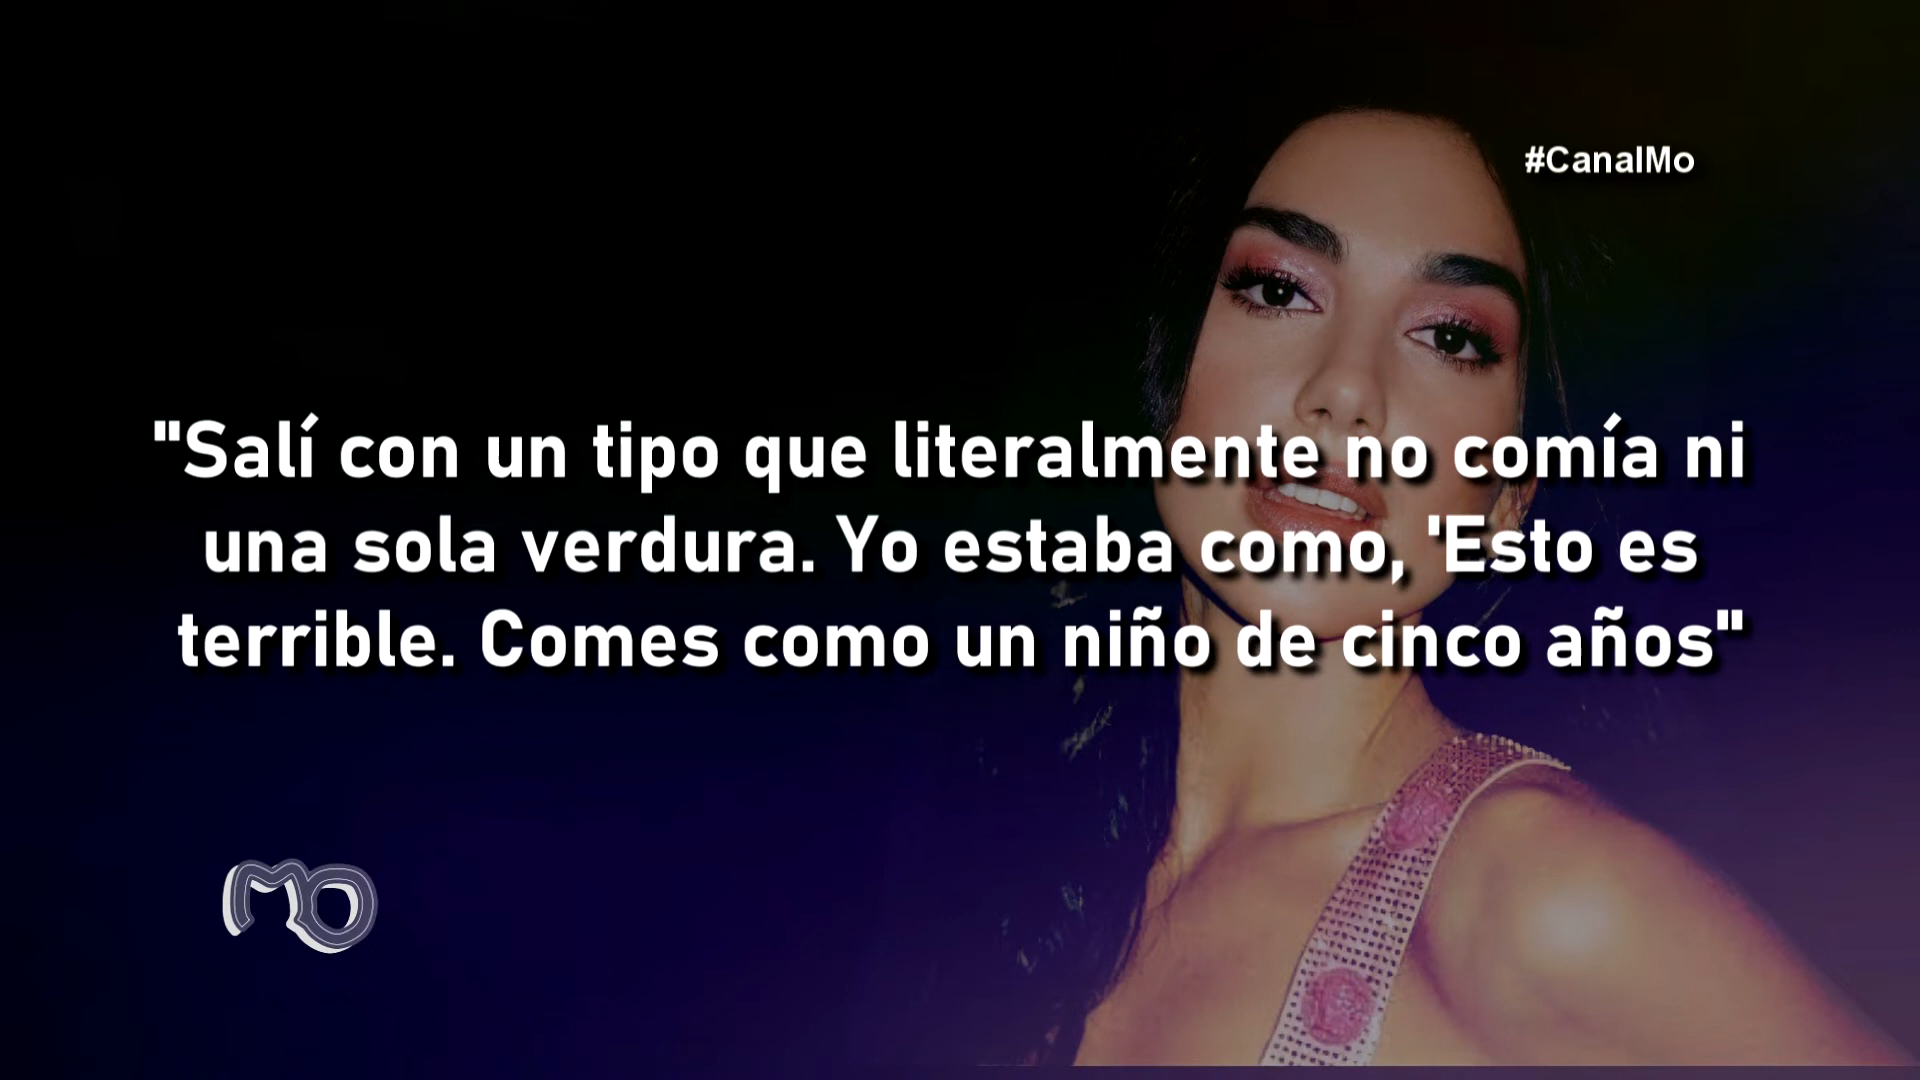 #CanalMo
"Salí con un tipo que literalmente no comía ni
una sola verdura. Yo estaba como, 'Esto es
terrible. Comes como un niño de cinco años"
MO